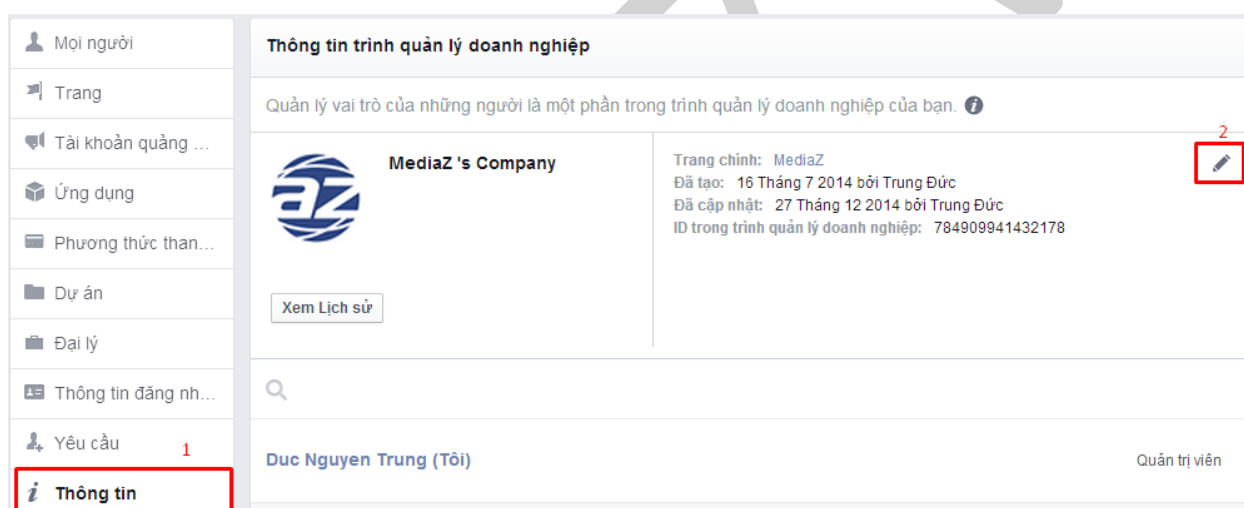 Mọi người
Trang
Tài khoản quảng ...
Ứng dụng
Phương thức than...
Dự án
Đại lý
Thông tin đăng nh...
Yêu cầu
1
Thông tin
Thông tin trình quản lý doanh nghiệp
Quản lý vai trò của những người là một phần trong trình quản lý doanh nghiệp của bạn.
az
MediaZ 's Company
Xem Lịch sử
Trang chính: MediaZ
Đã tạo: 16 Tháng 7 2014 bởi Trung Đức
Đã cập nhật: 27 Tháng 12 2014 bởi Trung Đức
ID trong trình quản lý doanh nghiệp: 784909941432178
2
Duc Nguyen Trung (Tôi)
Quản trị viên